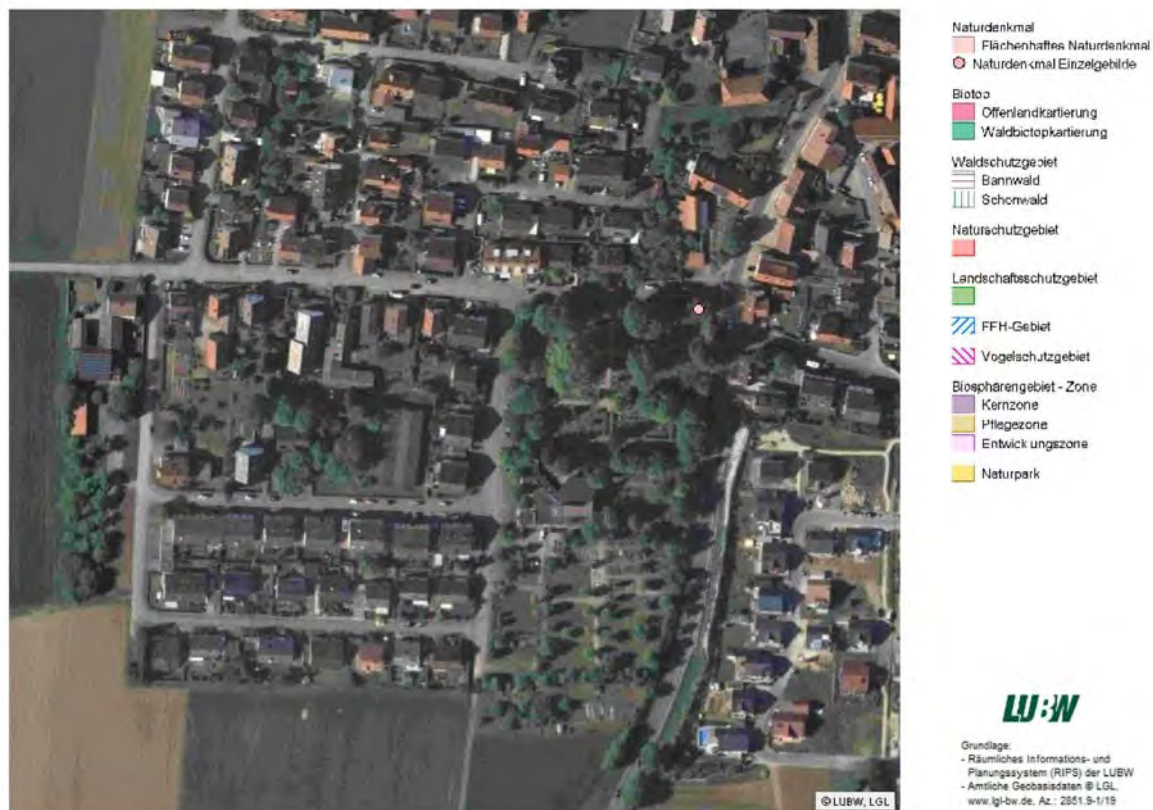 Naturdenkmal
Flächenhaftes Naturdenkmal
Naturdenkmal Einzelgebilde
Biotop
Offenlandkartierung
Waldbiotopkartierung
Waldschutzgebiet
Bannwald
Schonwald
Naturschutzgebiet
Landschaftsschutzgebiet
FFH-Gebiet
Vogelschutzgebiet
Biosphärengebiet - Zone
Kernzone
Pflegezone
Entwicklungszone
Naturpark
LUBW
Grundlage:
- Räumliches Informations- und
Planungssystem (RIPS) der LUBW
- Amtliche Geobasisdaten © LGL,
www.lgl-bw.de, Az.: 2851.9-1/19
© LUBW, LGL